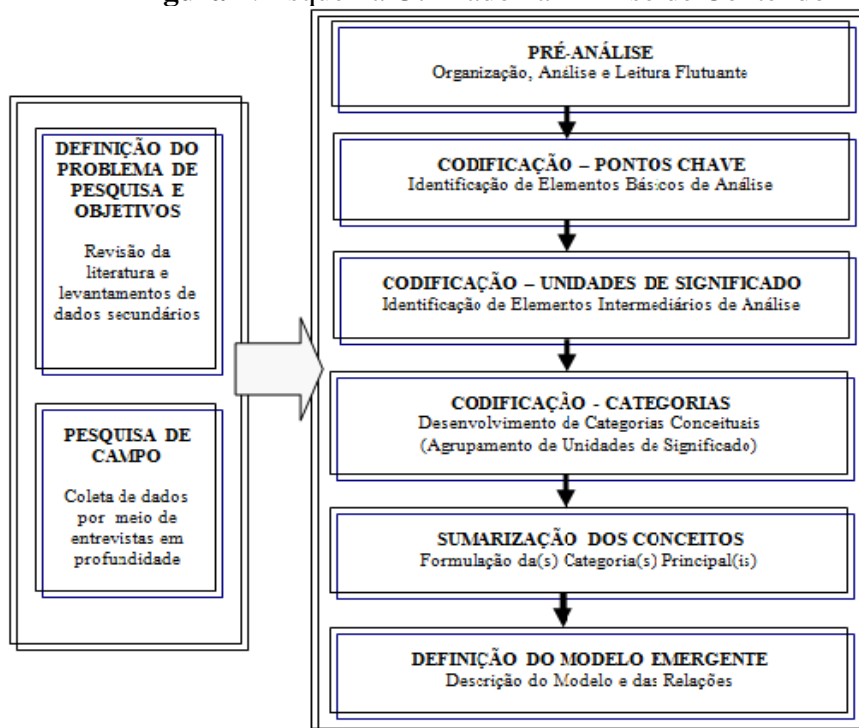 DEFINIÇÃO DO
PROBLEMA DE
PESQUISA E
OBJETIVOS
Revisão da
literatura e
levantamentos de
dados secundários
PESQUISA DE
CAMPO
Coleta de dados
por meio de
entrevistas em
profundidade
PRÉ-ANÁLISE
Organização, Análise e Leitura Flutuante
CODIFICAÇÃO – PONTOS CHAVE
Identificação de Elementos Básicos de Análise
CODIFICAÇÃO – UNIDADES DE SIGNIFICADO
Identificação de Elementos Intermediários de Análise
CODIFICAÇÃO - CATEGORIAS
Desenvolvimento de Categorias Conceituais
(Agrupamento de Unidades de Significado)
SUMARIZAÇÃO DOS CONCEITOS
Formulação da(s) Categoria(s) Principal(is)
DEFINIÇÃO DO MODELO EMERGENTE
Descrição do Modelo e das Relações